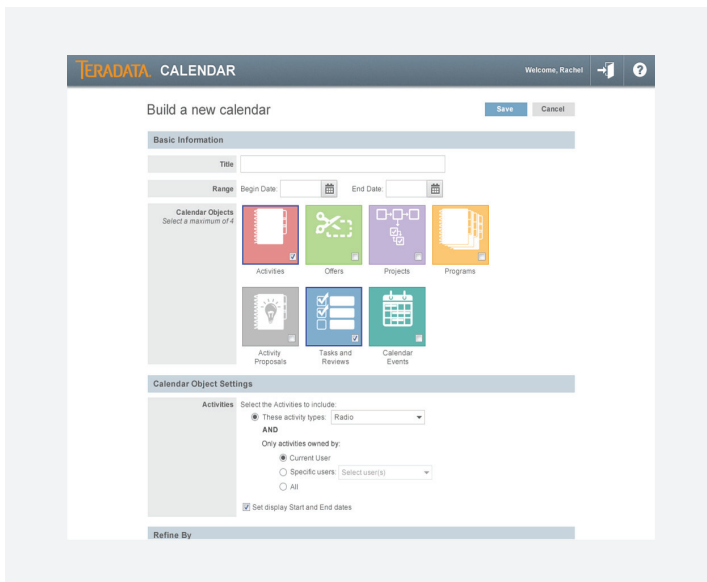 TERADATA. CALENDAR
Welcome, Rachel
?
Build a new calendar
Save
Cancel
Basic Information
Title
Range
Begin Date:
End Date:
Calendar Objects
Select a maximum of 4
Activities
Offers
Projects
Programs
Activity
Proposals
Tasks and
Reviews
Calendar
Events
Calendar Object Settings
Activities
Select the Activities to include:
These activity types: Radio
AND
Only activities owned by:
Current User
Specific users: Select user(s)
All
Set display Start and End dates
Refine By